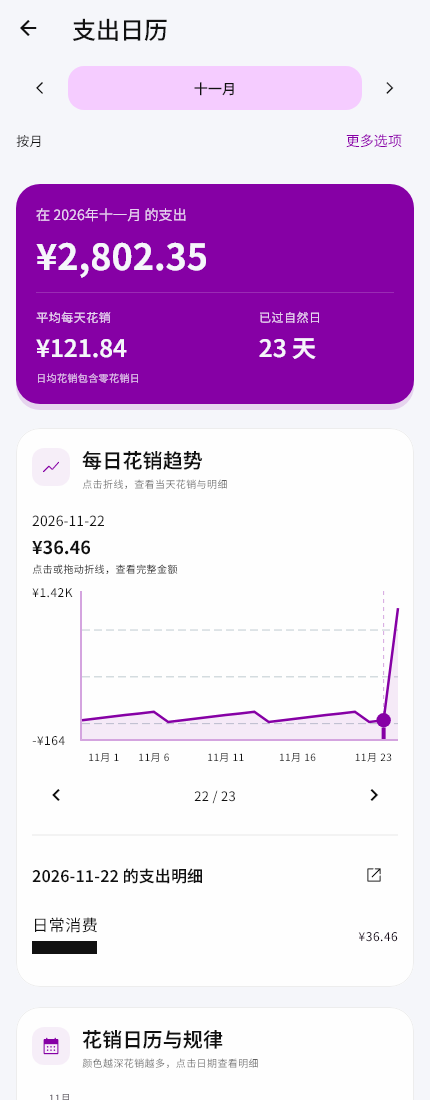 支出日历
十一月
按月
更多选项
在 2026年十一月 的支出
¥2,802.35
平均每天花销
已过自然日
¥121.84
23 天
日均花销包含零花销日
每日花销趋势
点击折线，查看当天花销与明细
2026-11-22
¥36.46
点击或拖动折线，查看完整金额
¥1.42K
-¥164
11月 1
11月 6
11月 11
11月 16
11月 23
22 / 23
2026-11-22 的支出明细
日常消费
¥36.46
花销日历与规律
颜色越深花销越多，点击日期查看明细
11月